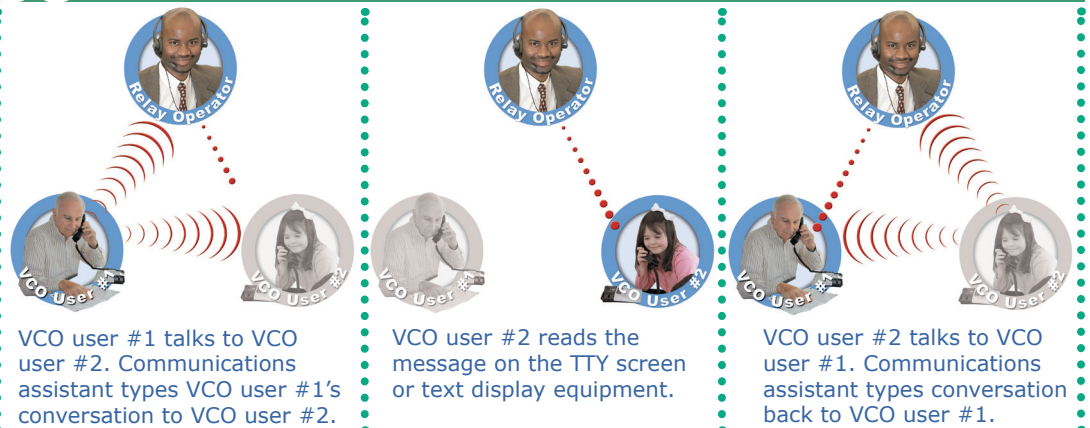 Relay Operator
VCO User #1
VCO User #2
VCO user #1 talks to VCO
user #2. Communications
assistant types VCO user #1's
conversation to VCO user #2.
Relay Operator
VCO User #1
VCO User #2
VCO user #2 reads the
message on the TTY screen
or text display equipment.
Relay Operator
VCO User #1
VCO User #2
VCO user #2 talks to VCO
user #1. Communications
assistant types conversation
back to VCO user #1.